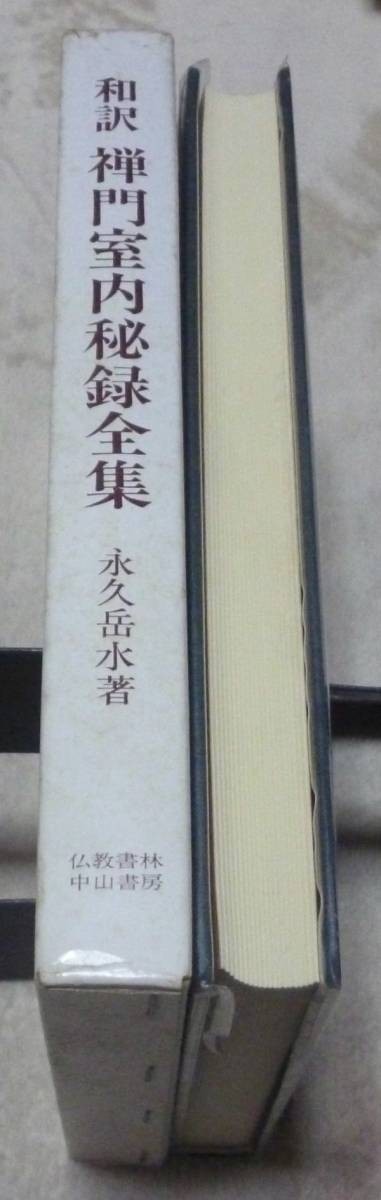 和訳 禅門室内秘録全集
永久岳水著
仏教書林
中山書房